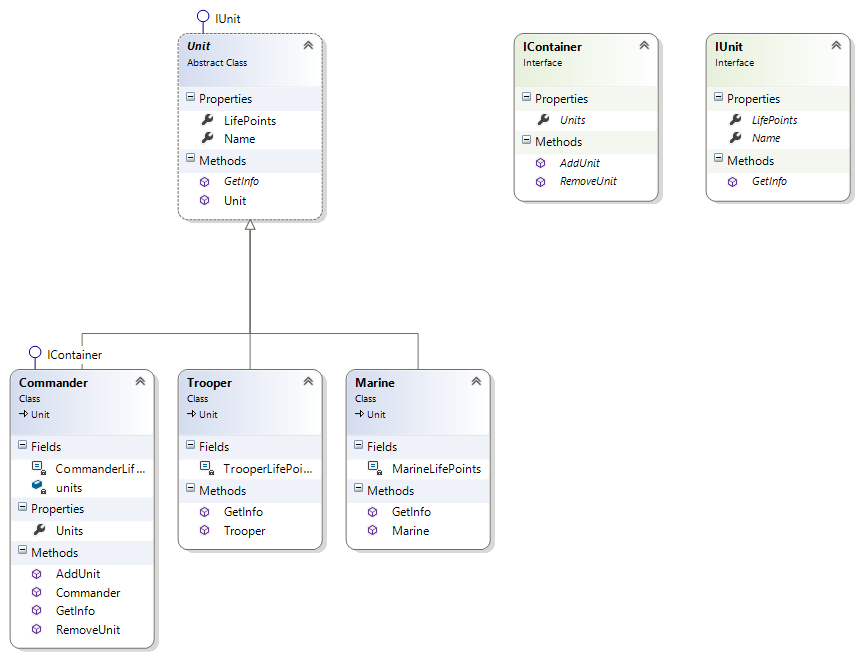 IUnit
Unit
Abstract Class
Properties
LifePoints
Name
Methods
GetInfo
Unit
IContainer
Interface
Properties
Units
Methods
AddUnit
RemoveUnit
IUnit
Interface
Properties
LifePoints
Name
Methods
GetInfo
IContainer
Commander
Class
Unit
Fields
CommanderLif...
units
Properties
Units
Methods
AddUnit
Commander
GetInfo
RemoveUnit
Trooper
Class
Unit
Fields
TrooperLifePoi...
Methods
GetInfo
Trooper
Marine
Class
Unit
Fields
MarineLifePoints
Methods
GetInfo
Marine